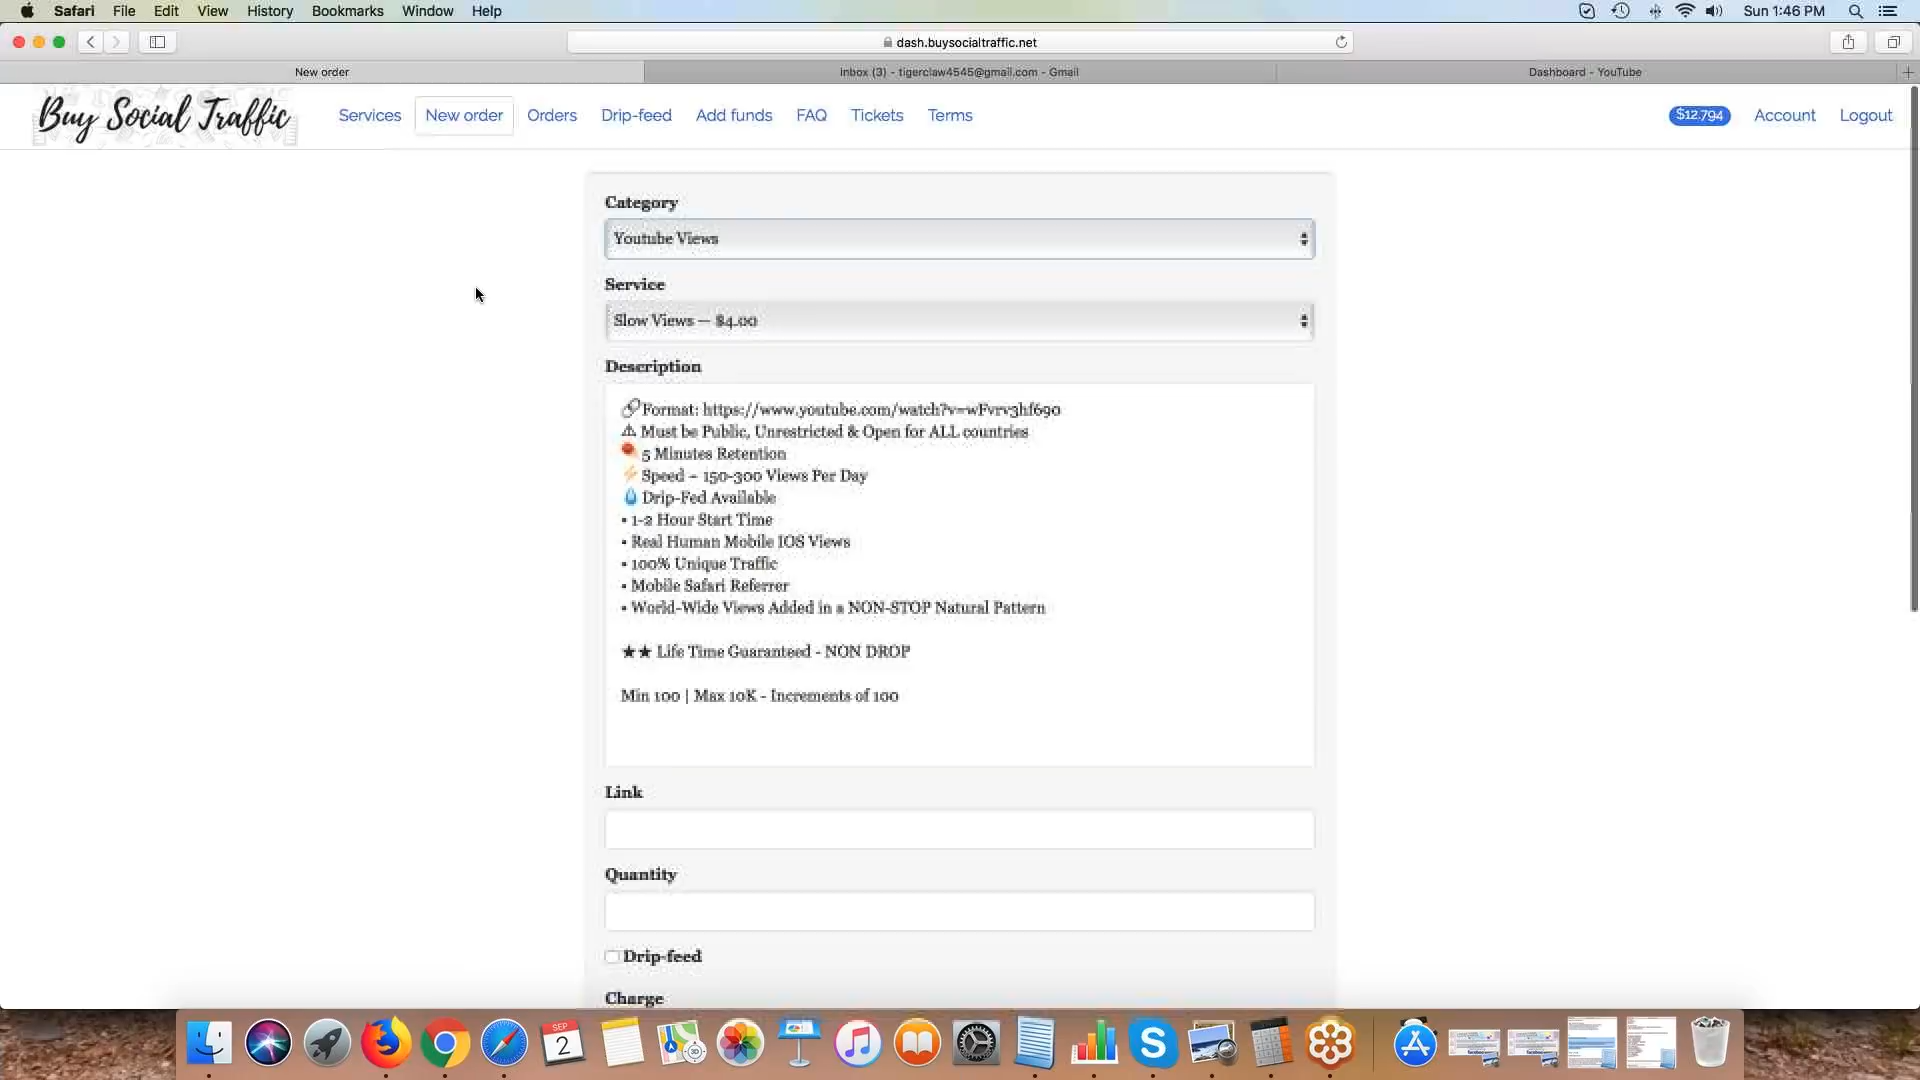 Safari File Edit View History Bookmarks Window Help Sun 1:46 PM
dash.buysocialtraffic.net
New order Inbox (3) - tigerclaw4545@gmail.com - Gmail Dashboard - YouTube
Buy Social Traffic Services New order Orders Drip-feed Add funds FAQ Tickets Terms $12.794 Account Logout
Category
Youtube Views
Service
Slow Views — $4.00
Description
🔗Format: https://www.youtube.com/watch?v=wFvrv3hf690
⚠ Must be Public, Unrestricted & Open for ALL countries
5 Minutes Retention
⚡ Speed – 150-300 Views Per Day
💧 Drip-Fed Available
• 1-2 Hour Start Time
• Real Human Mobile IOS Views
• 100% Unique Traffic
• Mobile Safari Referrer
• World-Wide Views Added in a NON-STOP Natural Pattern
★★ Life Time Guaranteed - NON DROP
Min 100 | Max 10K - Increments of 100
Link
Quantity
Drip-feed
Charge
SEP
2
3D